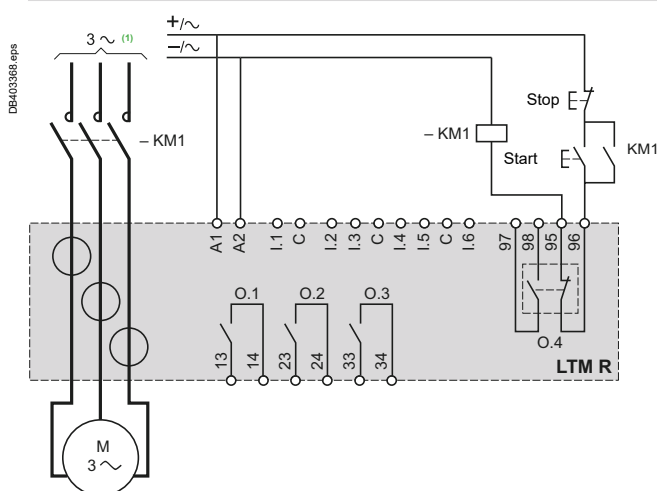 DB403368.eps
3 ~ (1)
+/~
–/~
– KM1
– KM1
Stop
Start
KM1
A1 A2 I.1 C I.2 I.3 C I.4 I.5 C I.6 97 98 95 96
O.1 O.2 O.3
13 14 23 24 33 34
O.4
LTM R
M
3 ~